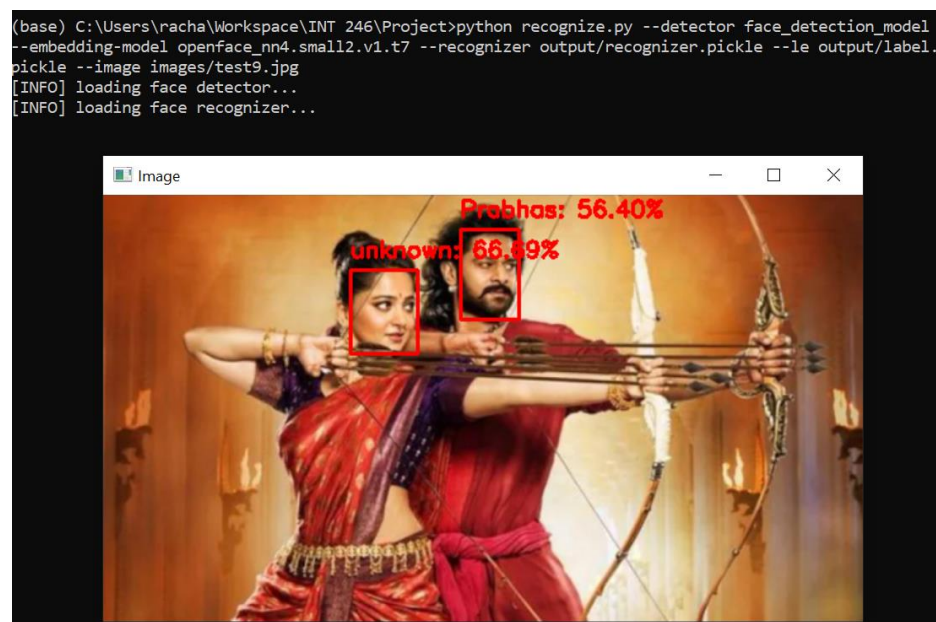 (base) C:\Users\racha\Workspace\INT 246\Project>python recognize.py --detector face_detection_model
--embedding-model openface_nn4.small2.v1.t7 --recognizer output/recognizer.pickle --le output/label.
pickle --image images/test9.jpg
[INFO] loading face detector...
[INFO] loading face recognizer...
Image
Prabhas: 56.40%
unknown: 66.69%